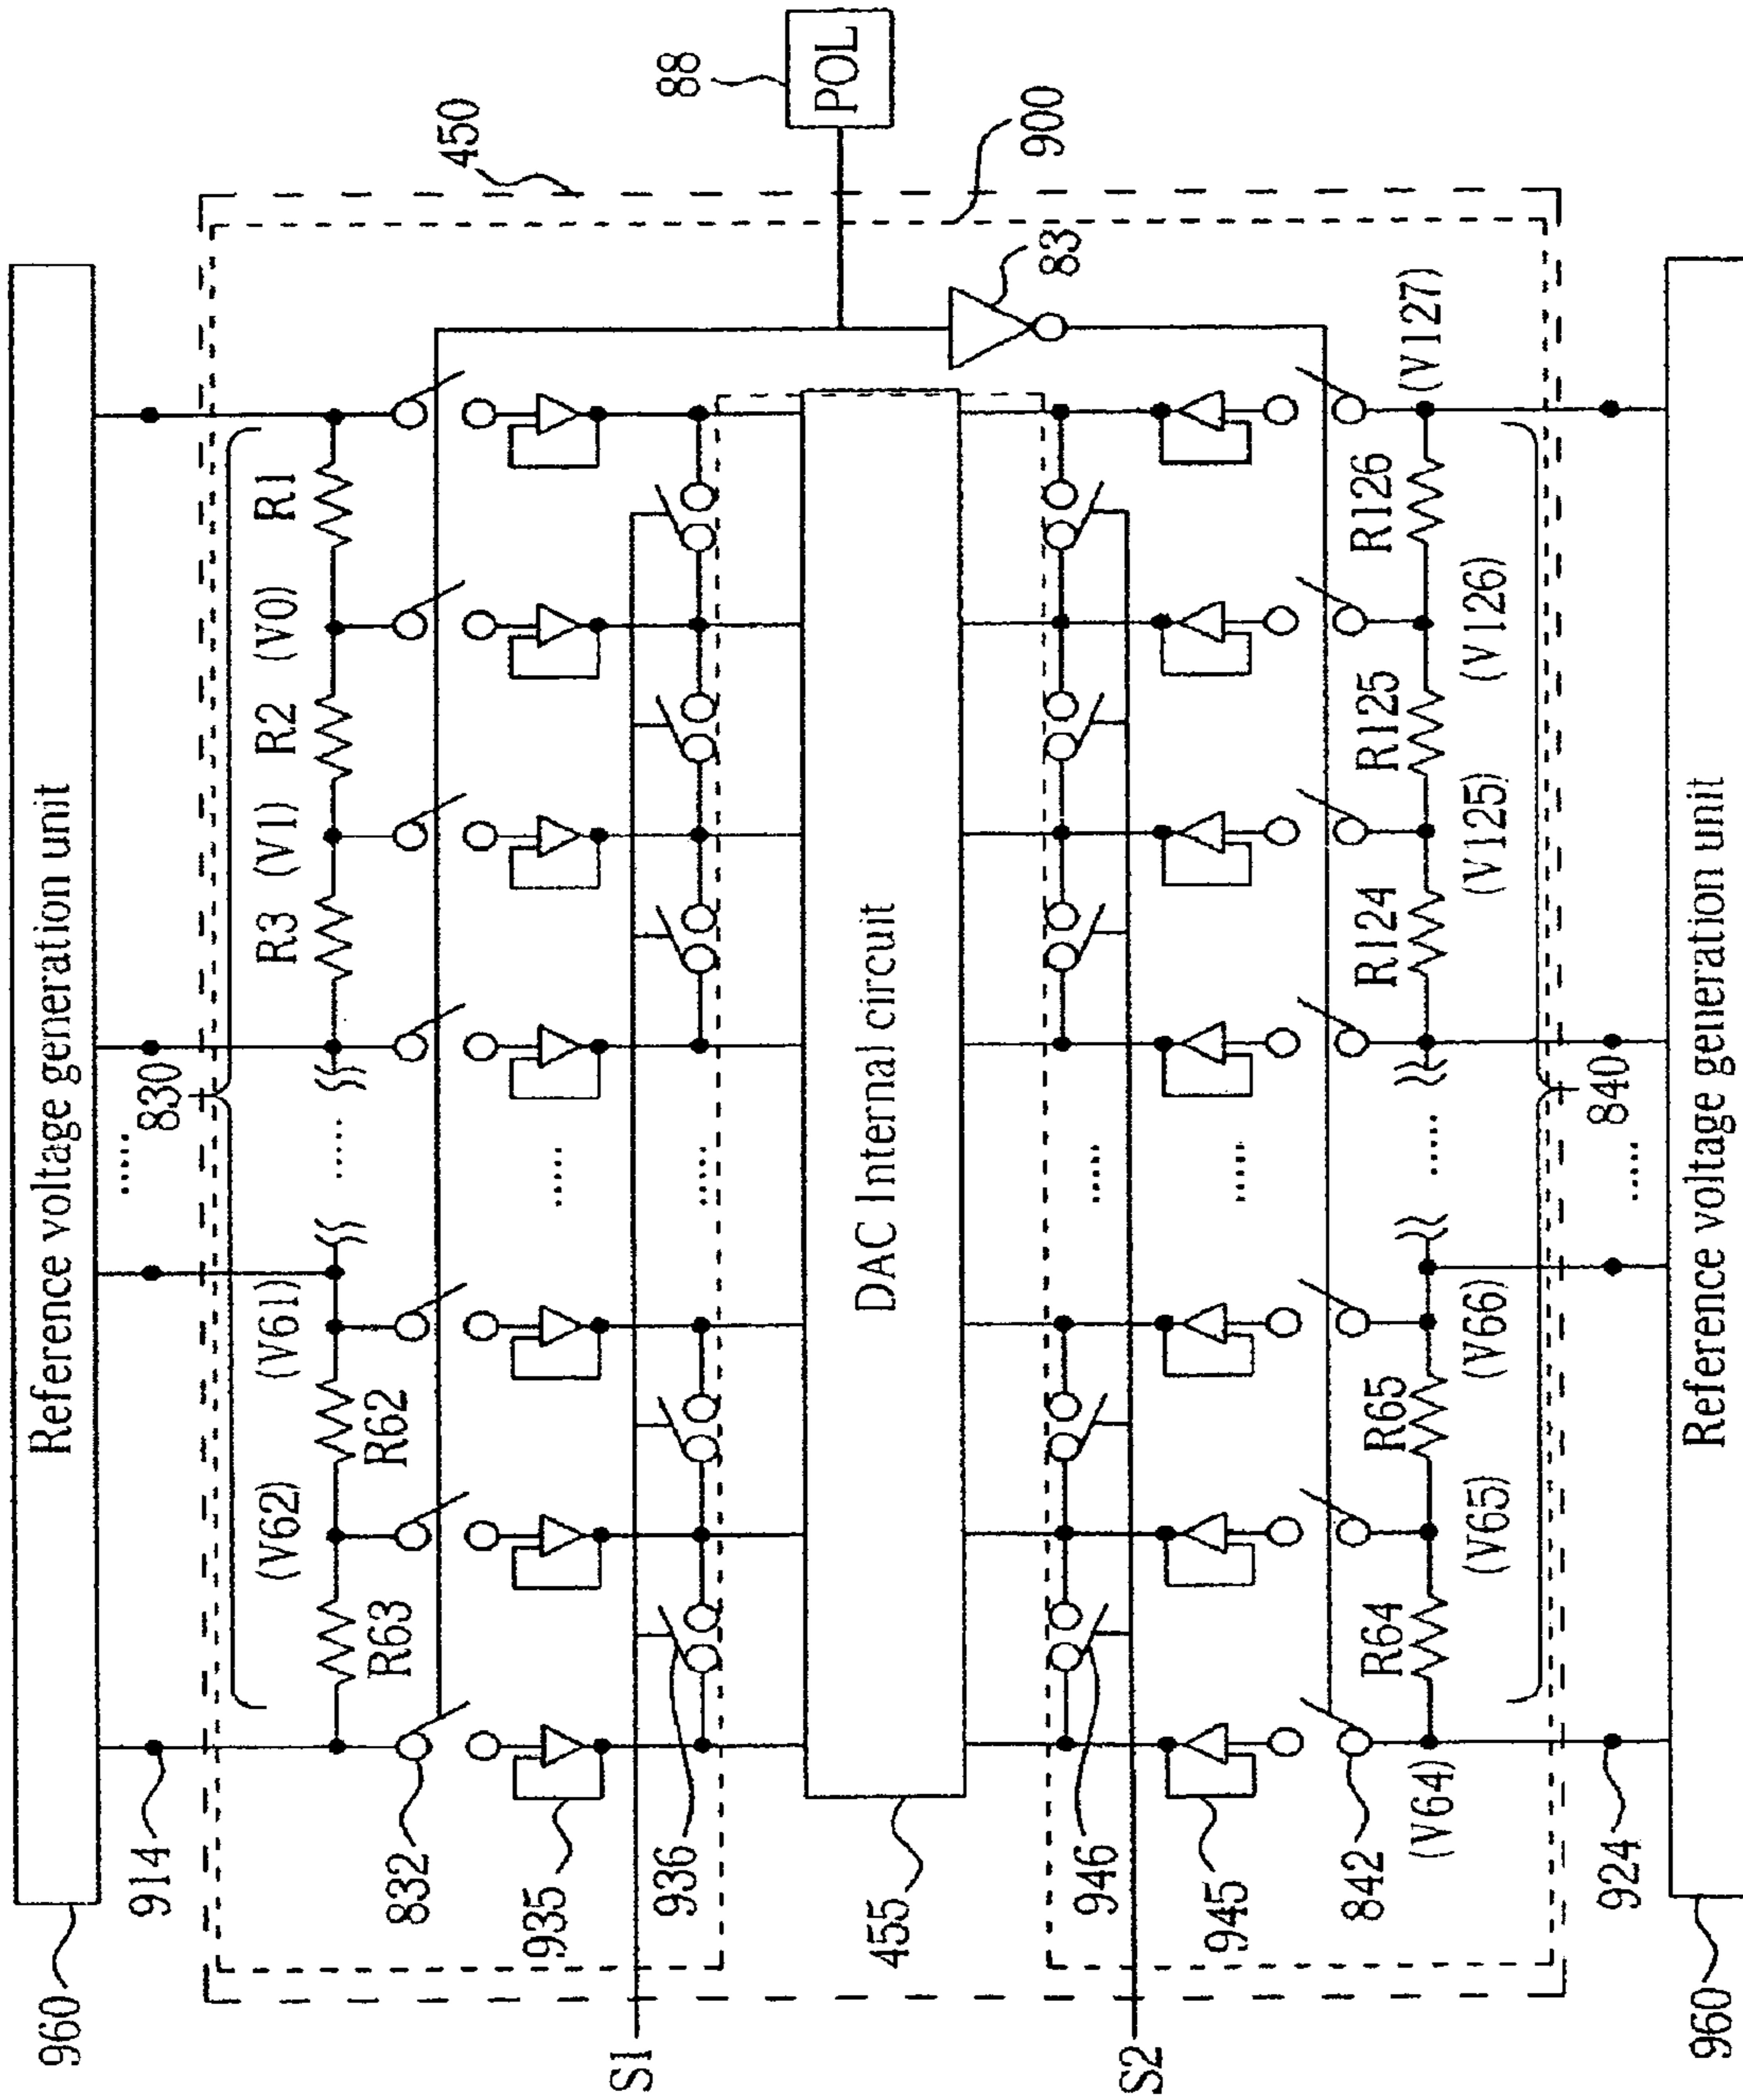 Reference voltage generation unit
960
914
830
.....
(V62)
(V61)
(V1)
(V0)
R63
R62
.....
R3
R2
R1
832
935
.....
936
.....
S1
455
DAC Internal circuit
450
88
POL
900
83
S2
946
.....
945
.....
842
R64
R65
.....
R124
R125
R126
(V64)
(V65)
(V66)
(V125)
(V126)
(V127)
924
840
.....
960
Reference voltage generation unit